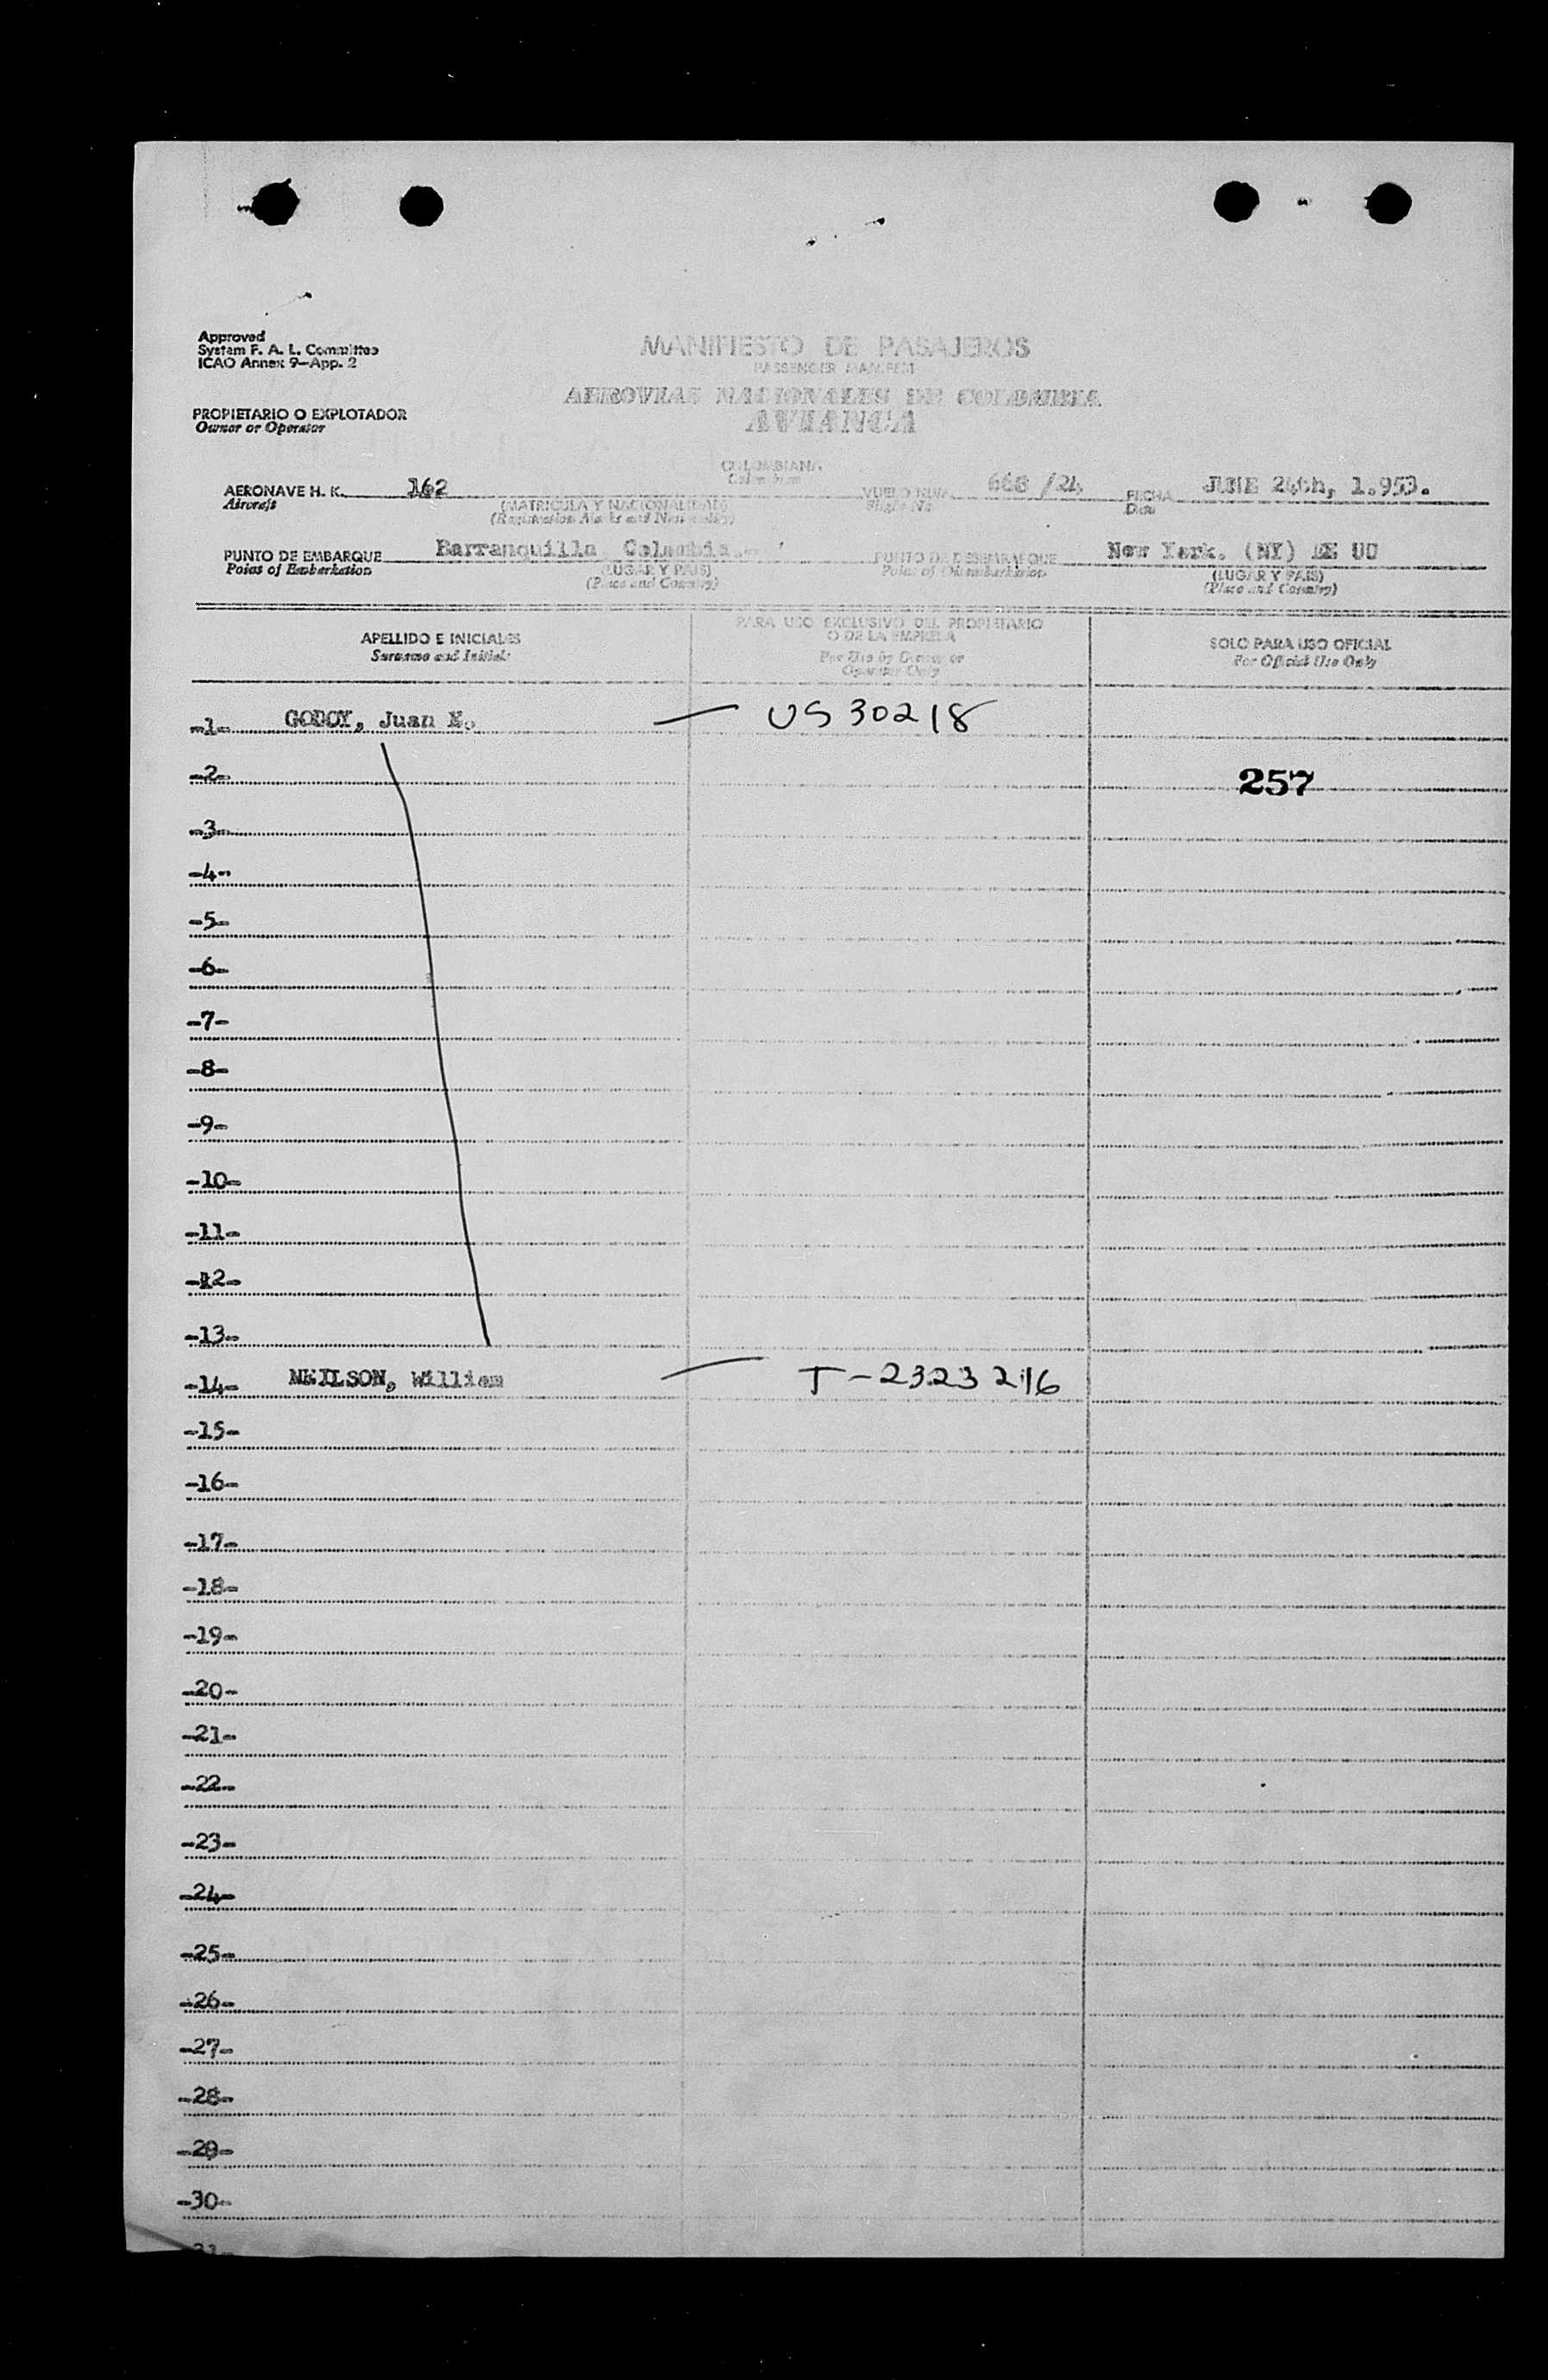 Approved
System F. A. L. Committee
ICAO Annex 9—App. 2
MANIFIESTO DE PASAJEROS
PASSENGER MANIFEST
AEROVIAS NACIONALES DE COLOMBIA
AVIANCA
PROPIETARIO O EXPLOTADOR
Owner or Operator
COLOMBIANA
Colombian
AERONAVE H. K. 162 VUELO NUM. 668 /24 FECHA JUNE 24th, 1.953.
Aircraft (MATRICULA Y NACIONALIDAD) Flight No. Date
(Registration Marks and Nationality)
PUNTO DE EMBARQUE Barranquilla Colombia.- PUNTO DE DESEMBARQUE New York. (NY) EE UU
Point of Embarkation (LUGAR Y PAIS) Point of Disembarkation (LUGAR Y PAIS)
(Place and Country) (Place and Country)
APELLIDO E INICIALES PARA USO EXCLUSIVO DEL PROPIETARIO O DE LA EMPRESA SOLO PARA USO OFICIAL
Surname and Initials For Use by Owner or Operator Only For Official Use Only
-1- GODOY, Juan N. — US 30218
-2- 257
-3-
-4-
-5-
-6-
-7-
-8-
-9-
-10-
-11-
-12-
-13-
-14- NEILSON, William — T-2323216
-15-
-16-
-17-
-18-
-19-
-20-
-21-
-22-
-23-
-24-
-25-
-26-
-27-
-28-
-29-
-30-
-31-